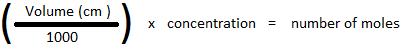 ( Volume (cm ) / 1000 ) x concentration = number of moles